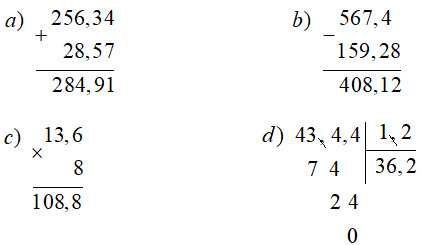 a) 256,34
+
28,57
284,91
b) 567,4
−
159,28
408,12
c) 13,6
×
8
108,8
d) 43,4,4 1,2
7 4 36,2
2 4
0